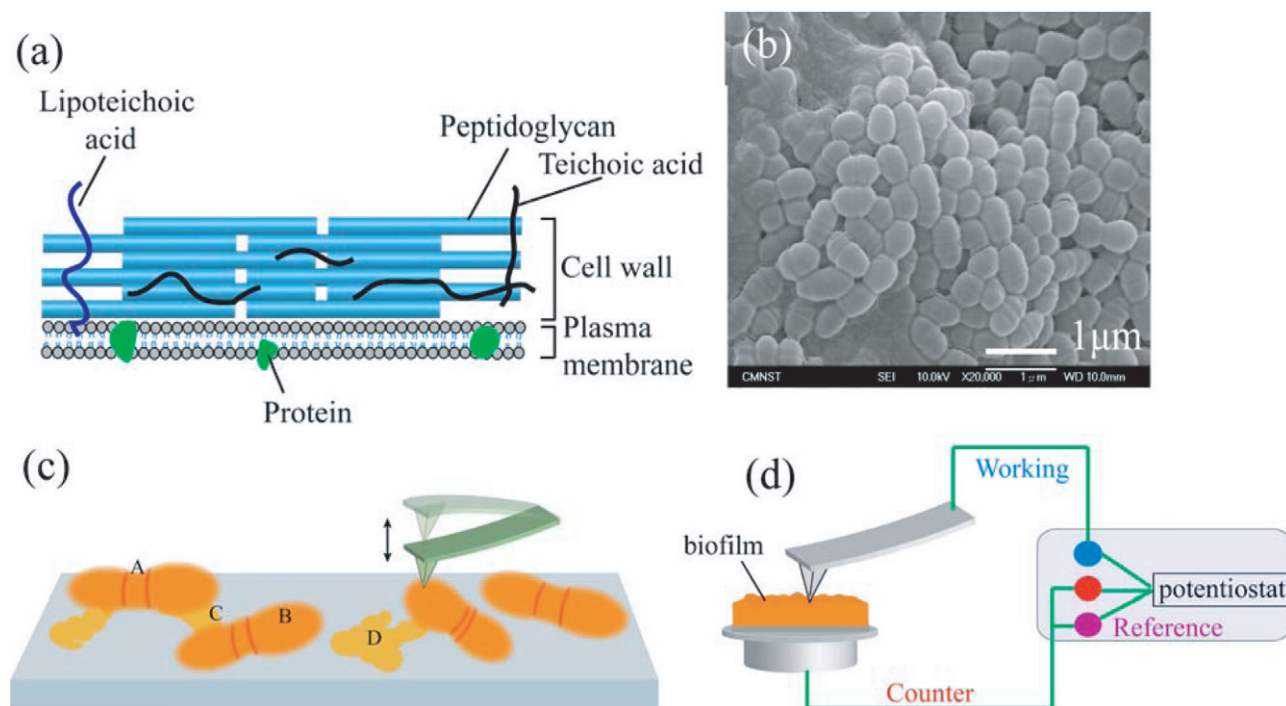 (a)
Lipoteichoic
acid
Peptidoglycan
Teichoic acid
Cell wall
Plasma
membrane
Protein
(b)
1μm
CMNST SEI 10.0kV X20,000 1μm WD 10.0mm
(c)
A
C
B
D
(d)
Working
biofilm
potentiostat
Reference
Counter